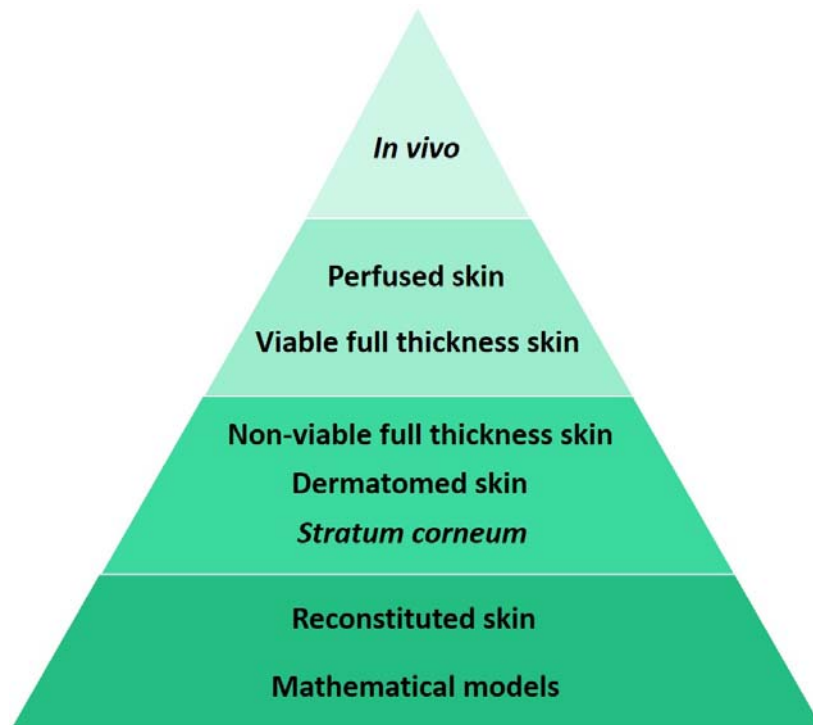 In vivo
Perfused skin
Viable full thickness skin
Non-viable full thickness skin
Dermatomed skin
Stratum corneum
Reconstituted skin
Mathematical models